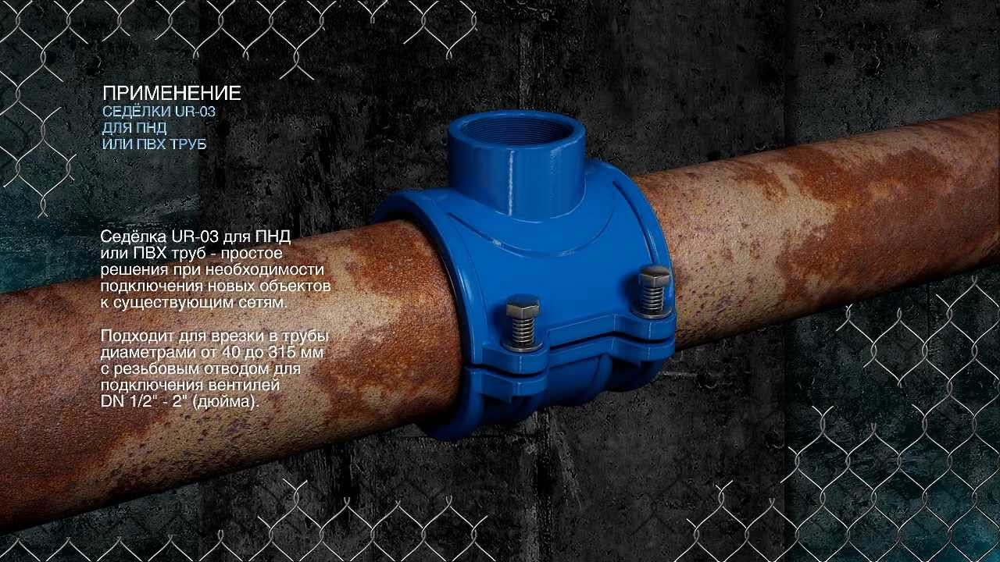 ПРИМЕНЕНИЕ
СЕДЁЛКИ UR-03
ДЛЯ ПНД
ИЛИ ПВХ ТРУБ
Седёлка UR-03 для ПНД
или ПВХ труб - простое
решения при необходимости
подключения новых объектов
к существующим сетям.
Подходит для врезки в трубы
диаметрами от 40 до 315 мм
с резьбовым отводом для
подключения вентилей
DN 1/2" - 2" (дюйма).